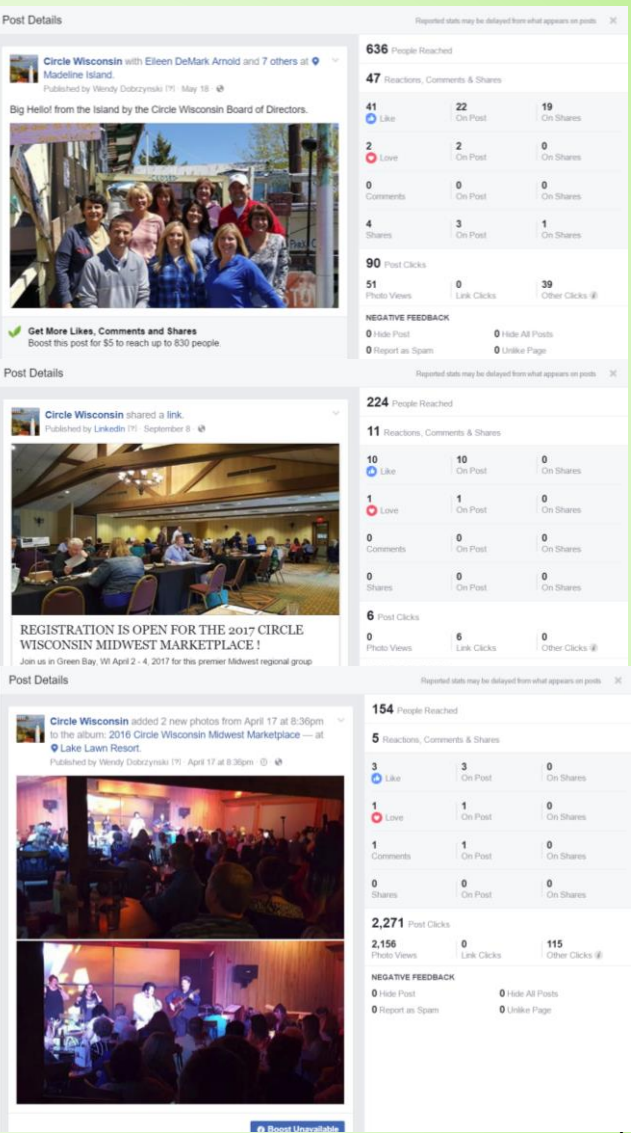 Post Details
Reported stats may be delayed from what appears on posts
Circle Wisconsin with Eileen DeMark Arnold and 7 others at
Madeline Island.
Published by Wendy Dobrzynski [?] · May 18 ·
Big Hello! from the Island by the Circle Wisconsin Board of Directors.
CLOSED
Get More Likes, Comments and Shares
Boost this post for $5 to reach up to 830 people.
636 People Reached
47 Reactions, Comments & Shares
41 22 19
Like On Post On Shares
2 2 0
Love On Post On Shares
0 0 0
Comments On Post On Shares
4 3 1
Shares On Post On Shares
90 Post Clicks
51 0 39
Photo Views Link Clicks Other Clicks
NEGATIVE FEEDBACK
0 Hide Post 0 Hide All Posts
0 Report as Spam 0 Unlike Page
Post Details
Reported stats may be delayed from what appears on posts
Circle Wisconsin shared a link.
Published by LinkedIn [?] · September 8 ·
REGISTRATION IS OPEN FOR THE 2017 CIRCLE
WISCONSIN MIDWEST MARKETPLACE !
Join us in Green Bay, WI April 2 - 4, 2017 for this premier Midwest regional group
224 People Reached
11 Reactions, Comments & Shares
10 10 0
Like On Post On Shares
1 1 0
Love On Post On Shares
0 0 0
Comments On Post On Shares
0 0 0
Shares On Post On Shares
6 Post Clicks
0 6 0
Photo Views Link Clicks Other Clicks
Post Details
Reported stats may be delayed from what appears on posts
Circle Wisconsin added 2 new photos from April 17 at 8:36pm
to the album: 2016 Circle Wisconsin Midwest Marketplace — at
Lake Lawn Resort.
Published by Wendy Dobrzynski [?] · April 17 at 8:36pm ·
Boost Unavailable
154 People Reached
5 Reactions, Comments & Shares
3 3 0
Like On Post On Shares
1 1 0
Love On Post On Shares
1 1 0
Comments On Post On Shares
0 0 0
Shares On Post On Shares
2,271 Post Clicks
2,156 0 115
Photo Views Link Clicks Other Clicks
NEGATIVE FEEDBACK
0 Hide Post 0 Hide All Posts
0 Report as Spam 0 Unlike Page